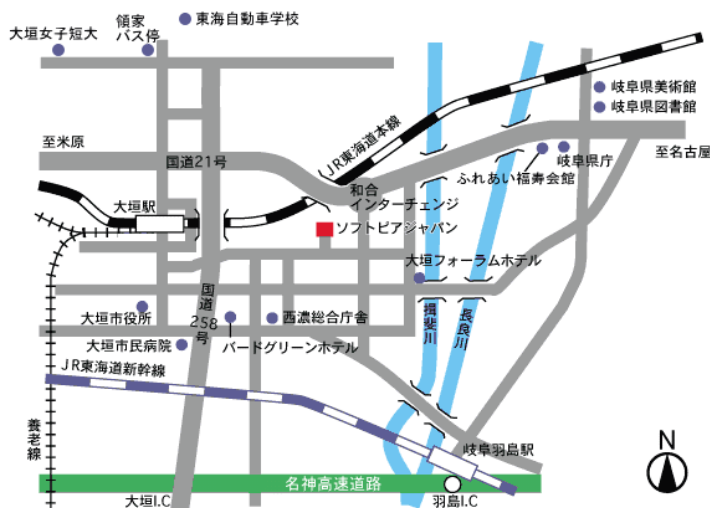 東海自動車学校
領家
バス停
大垣女子短大
岐阜県美術館
岐阜県図書館
JR東海道本線
至米原
国道21号
至名古屋
岐阜県庁
ふれあい福寿会館
和合
インターチェンジ
大垣駅
ソフトピアジャパン
大垣フォーラムホテル
国道
258
号
揖斐川
長良川
大垣市役所
西濃総合庁舎
大垣市民病院
バードグリーンホテル
JR東海道新幹線
養老線
岐阜羽島駅
N
名神高速道路
大垣I.C
羽島I.C